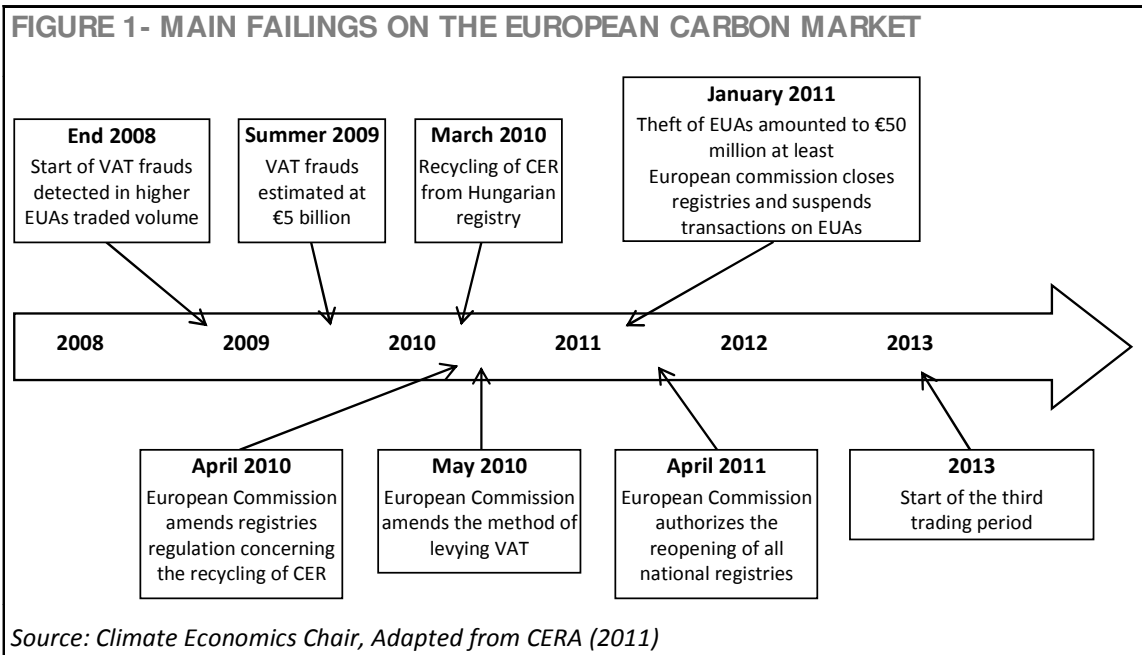 FIGURE 1- MAIN FAILINGS ON THE EUROPEAN CARBON MARKET
End 2008
Start of VAT frauds
detected in higher
EUAs traded volume
Summer 2009
VAT frauds
estimated at
€5 billion
March 2010
Recycling of CER
from Hungarian
registry
January 2011
Theft of EUAs amounted to €50
million at least
European commission closes
registries and suspends
transactions on EUAs
2008
2009
2010
2011
2012
2013
April 2010
European Commission
amends registries
regulation concerning
the recycling of CER
May 2010
European Commission
amends the method of
levying VAT
April 2011
European Commission
authorizes the
reopening of all
national registries
2013
Start of the third
trading period
Source: Climate Economics Chair, Adapted from CERA (2011)